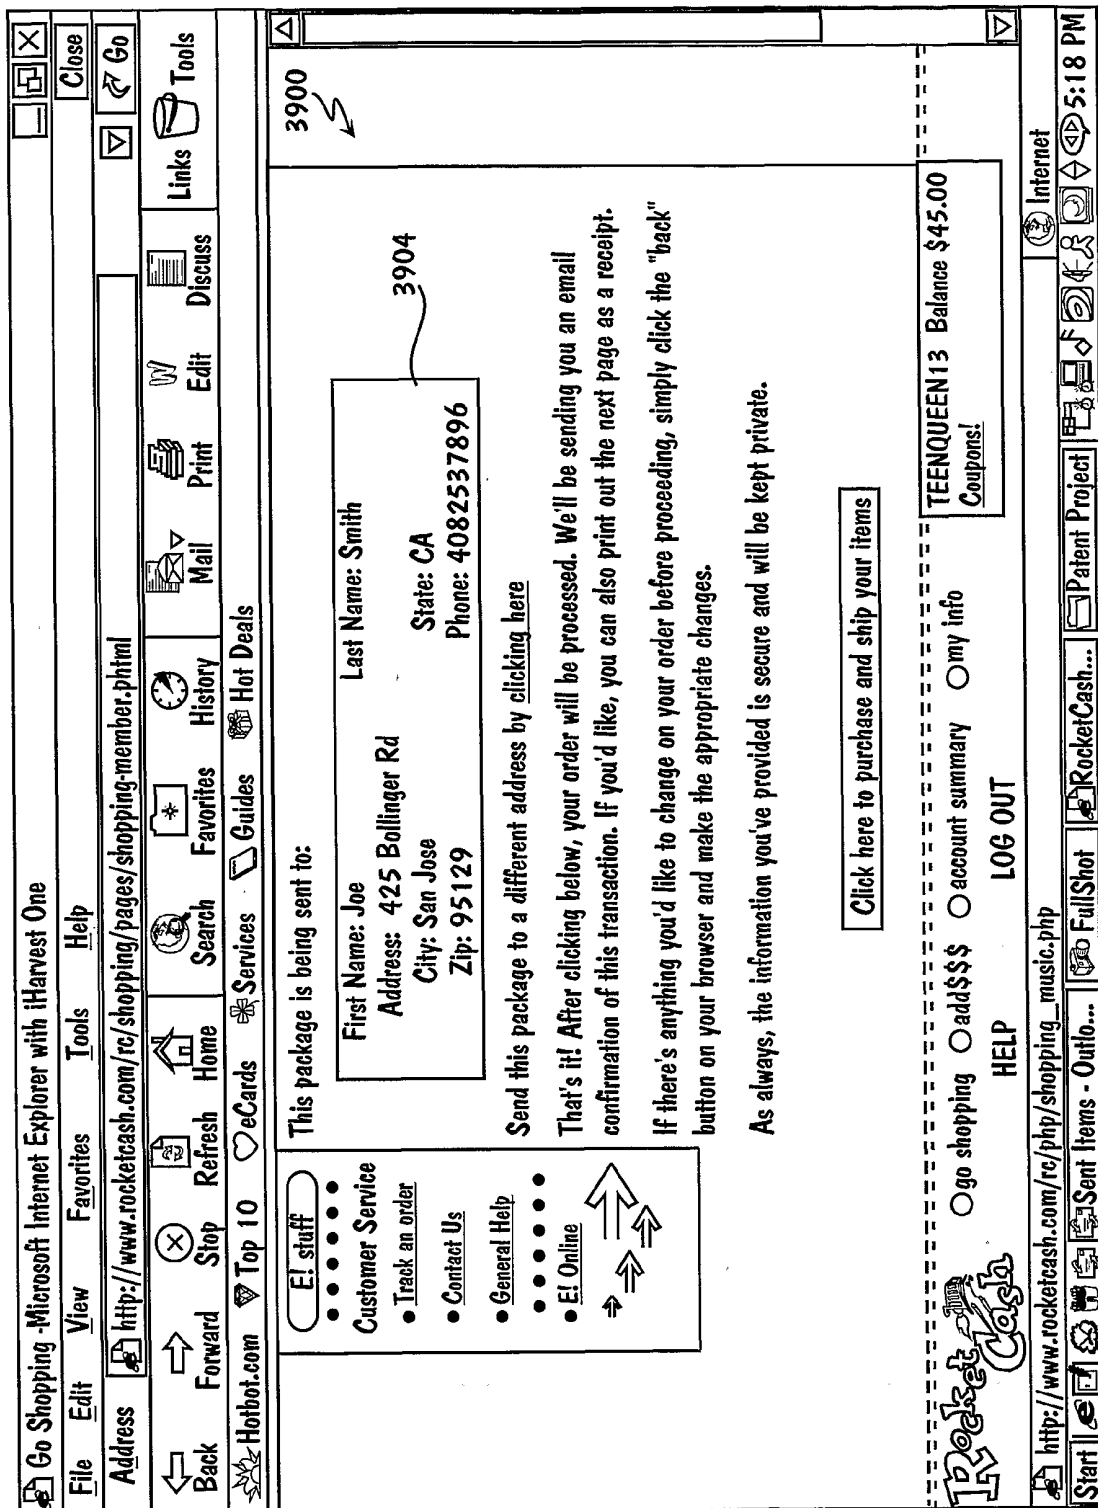 Go Shopping -Microsoft Internet Explorer with iHarvest One
File Edit View Favorites Tools Help Close
Address http://www.rocketcash.com/rc/shopping/pages/shopping-member.phtml Go
Back Forward Stop Refresh Home Search Favorites History Mail Print Edit Discuss Links Tools
Hotbot.com Top 10 eCards Services Guides Hot Deals
3900
E! stuff
Customer Service
• Track an order
• Contact Us
• General Help
• E! Online
This package is being sent to:
3904
First Name: Joe Last Name: Smith
Address: 425 Bollinger Rd
City: San Jose State: CA
Zip: 95129 Phone: 4082537896
Send this package to a different address by clicking here
That's it! After clicking below, your order will be processed. We'll be sending you an email
confirmation of this transaction. If you'd like, you can also print out the next page as a receipt.
If there's anything you'd like to change on your order before proceeding, simply click the "back"
button on your browser and make the appropriate changes.
As always, the information you've provided is secure and will be kept private.
Click here to purchase and ship your items
Rocket Cash
go shopping add$$$ account summary my info
HELP LOG OUT
TEENQUEEN13 Balance $45.00
Coupons!
http://www.rocketcash.com/rc/php/shopping_music.php Internet
Start Sent Items - Outlo... FullShot RocketCash... Patent Project 5:18 PM